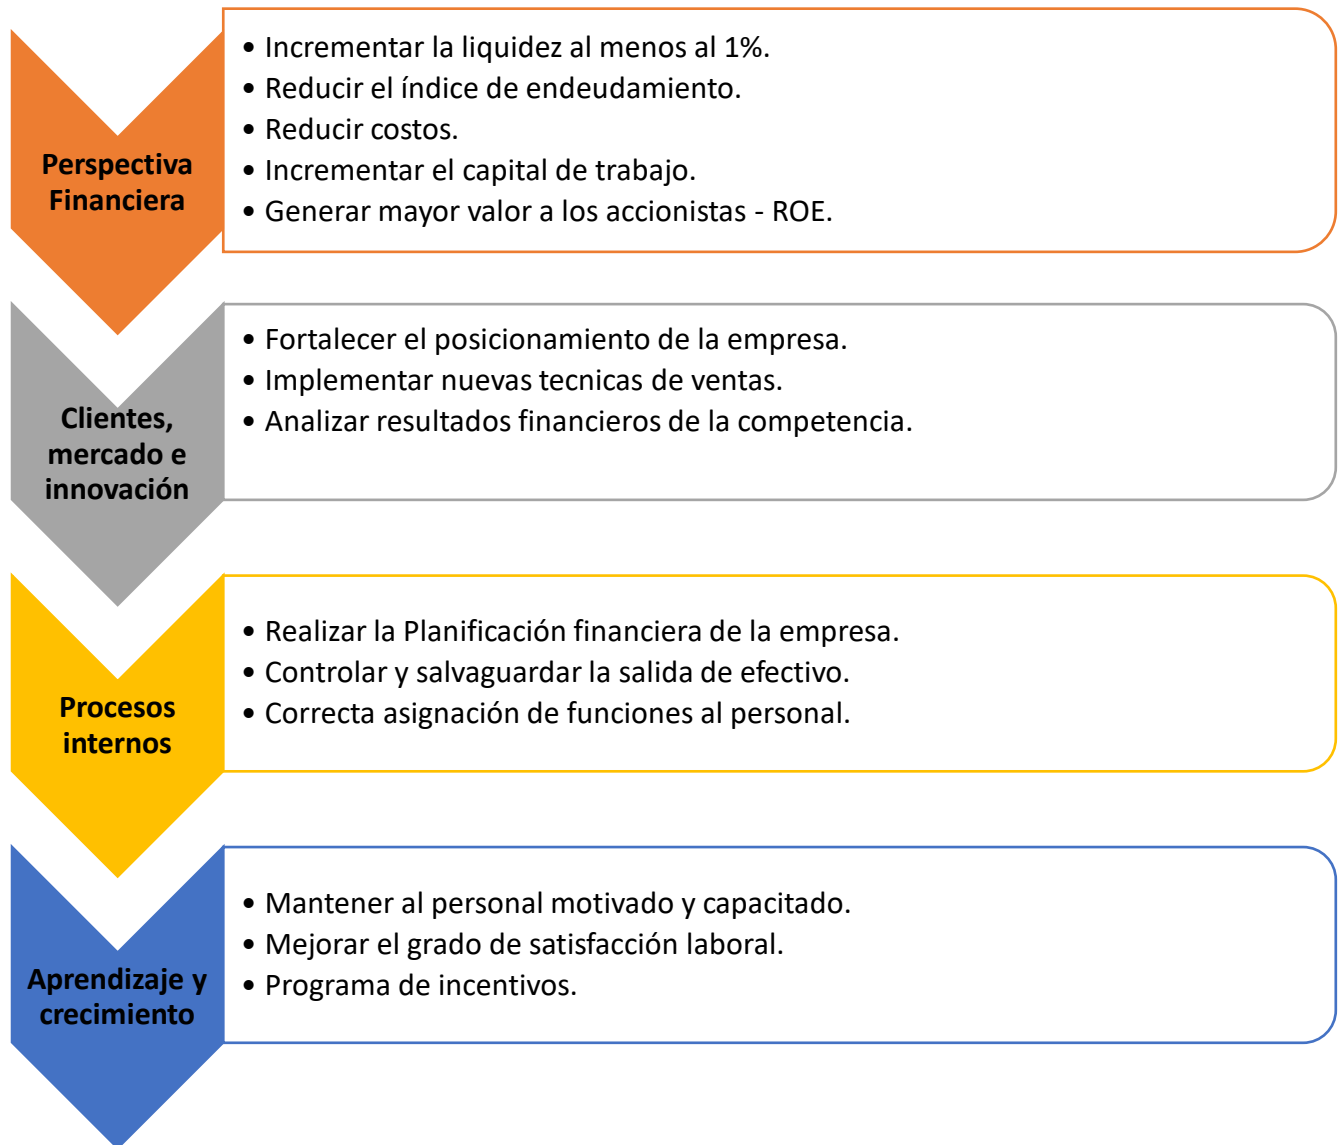 Perspectiva
Financiera
• Incrementar la liquidez al menos al 1%.
• Reducir el índice de endeudamiento.
• Reducir costos.
• Incrementar el capital de trabajo.
• Generar mayor valor a los accionistas - ROE.
Clientes,
mercado e
innovación
• Fortalecer el posicionamiento de la empresa.
• Implementar nuevas tecnicas de ventas.
• Analizar resultados financieros de la competencia.
Procesos
internos
• Realizar la Planificación financiera de la empresa.
• Controlar y salvaguardar la salida de efectivo.
• Correcta asignación de funciones al personal.
Aprendizaje y
crecimiento
• Mantener al personal motivado y capacitado.
• Mejorar el grado de satisfacción laboral.
• Programa de incentivos.